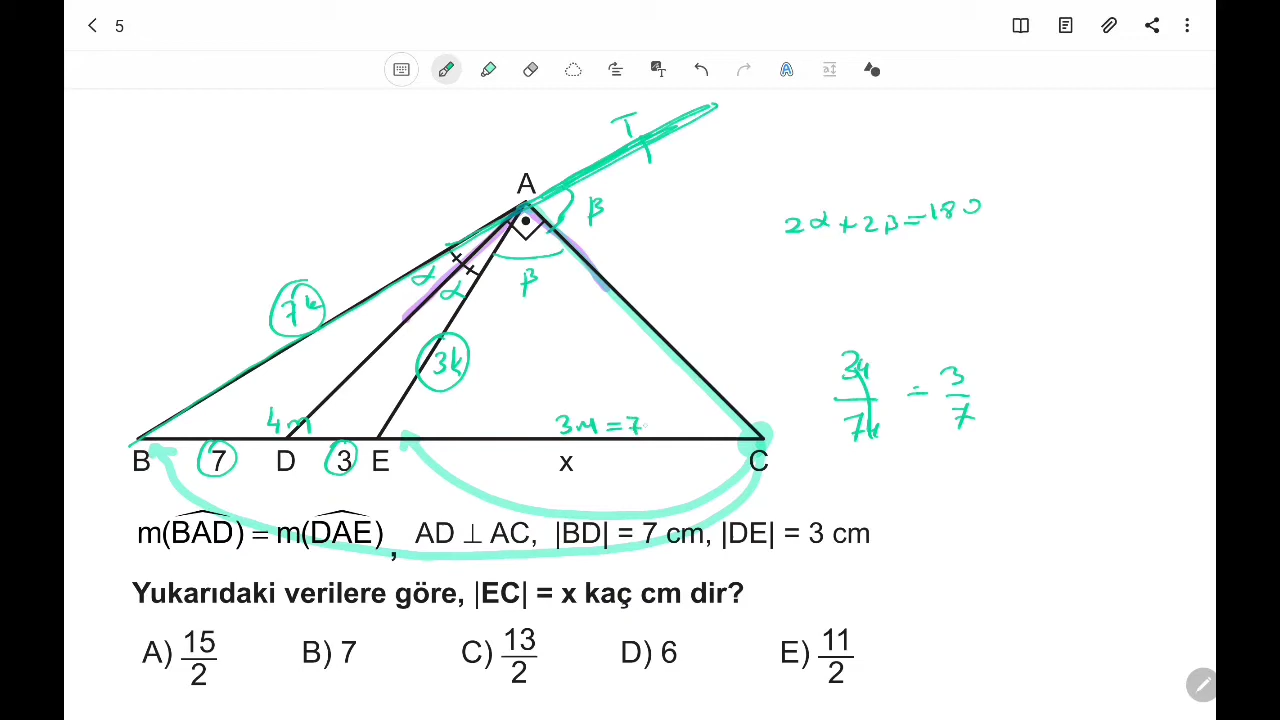 5
T
A
β
2α + 2β = 180
α
α
β
7k
3k
3k/7k = 3/7
4m
3m = 7
B 7 D 3 E x C
m(BAD) = m(DAE), AD ⊥ AC, |BD| = 7 cm, |DE| = 3 cm
Yukarıdaki verilere göre, |EC| = x kaç cm dir?
A) 15/2 B) 7 C) 13/2 D) 6 E) 11/2